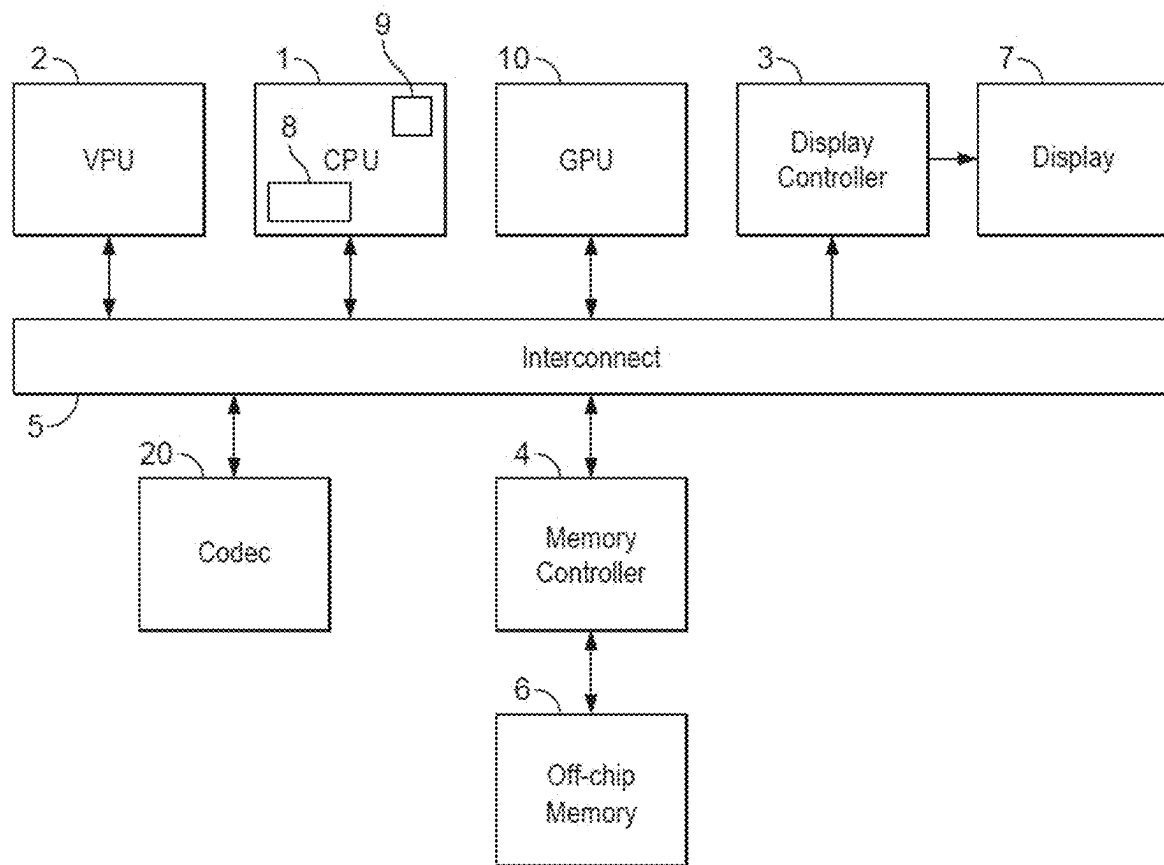 2 1 9 10 3 7
8
VPU CPU GPU Display Controller Display
Interconnect
5
20 4
Codec Memory Controller
6
Off-chip
Memory